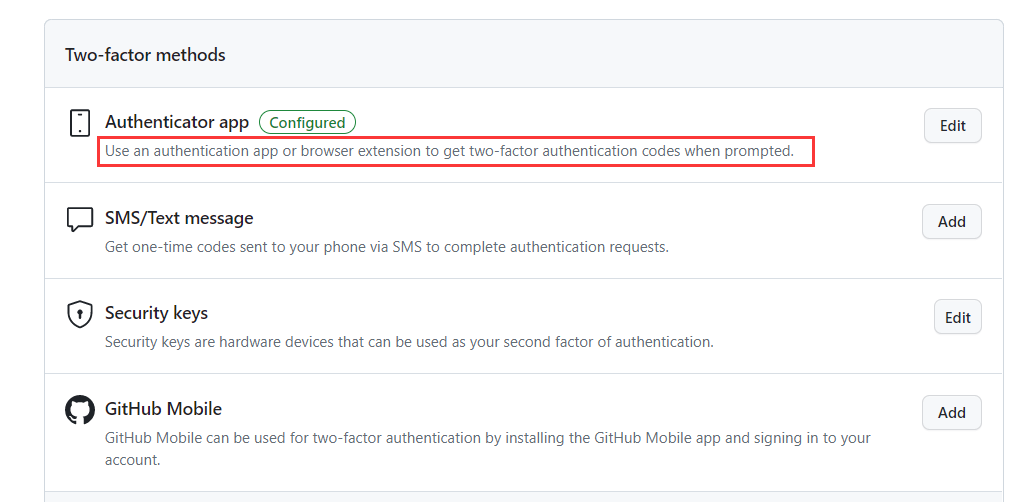 Two-factor methods
Authenticator app Configured
Edit
Use an authentication app or browser extension to get two-factor authentication codes when prompted.
SMS/Text message
Add
Get one-time codes sent to your phone via SMS to complete authentication requests.
Security keys
Edit
Security keys are hardware devices that can be used as your second factor of authentication.
GitHub Mobile
Add
GitHub Mobile can be used for two-factor authentication by installing the GitHub Mobile app and signing in to your
account.